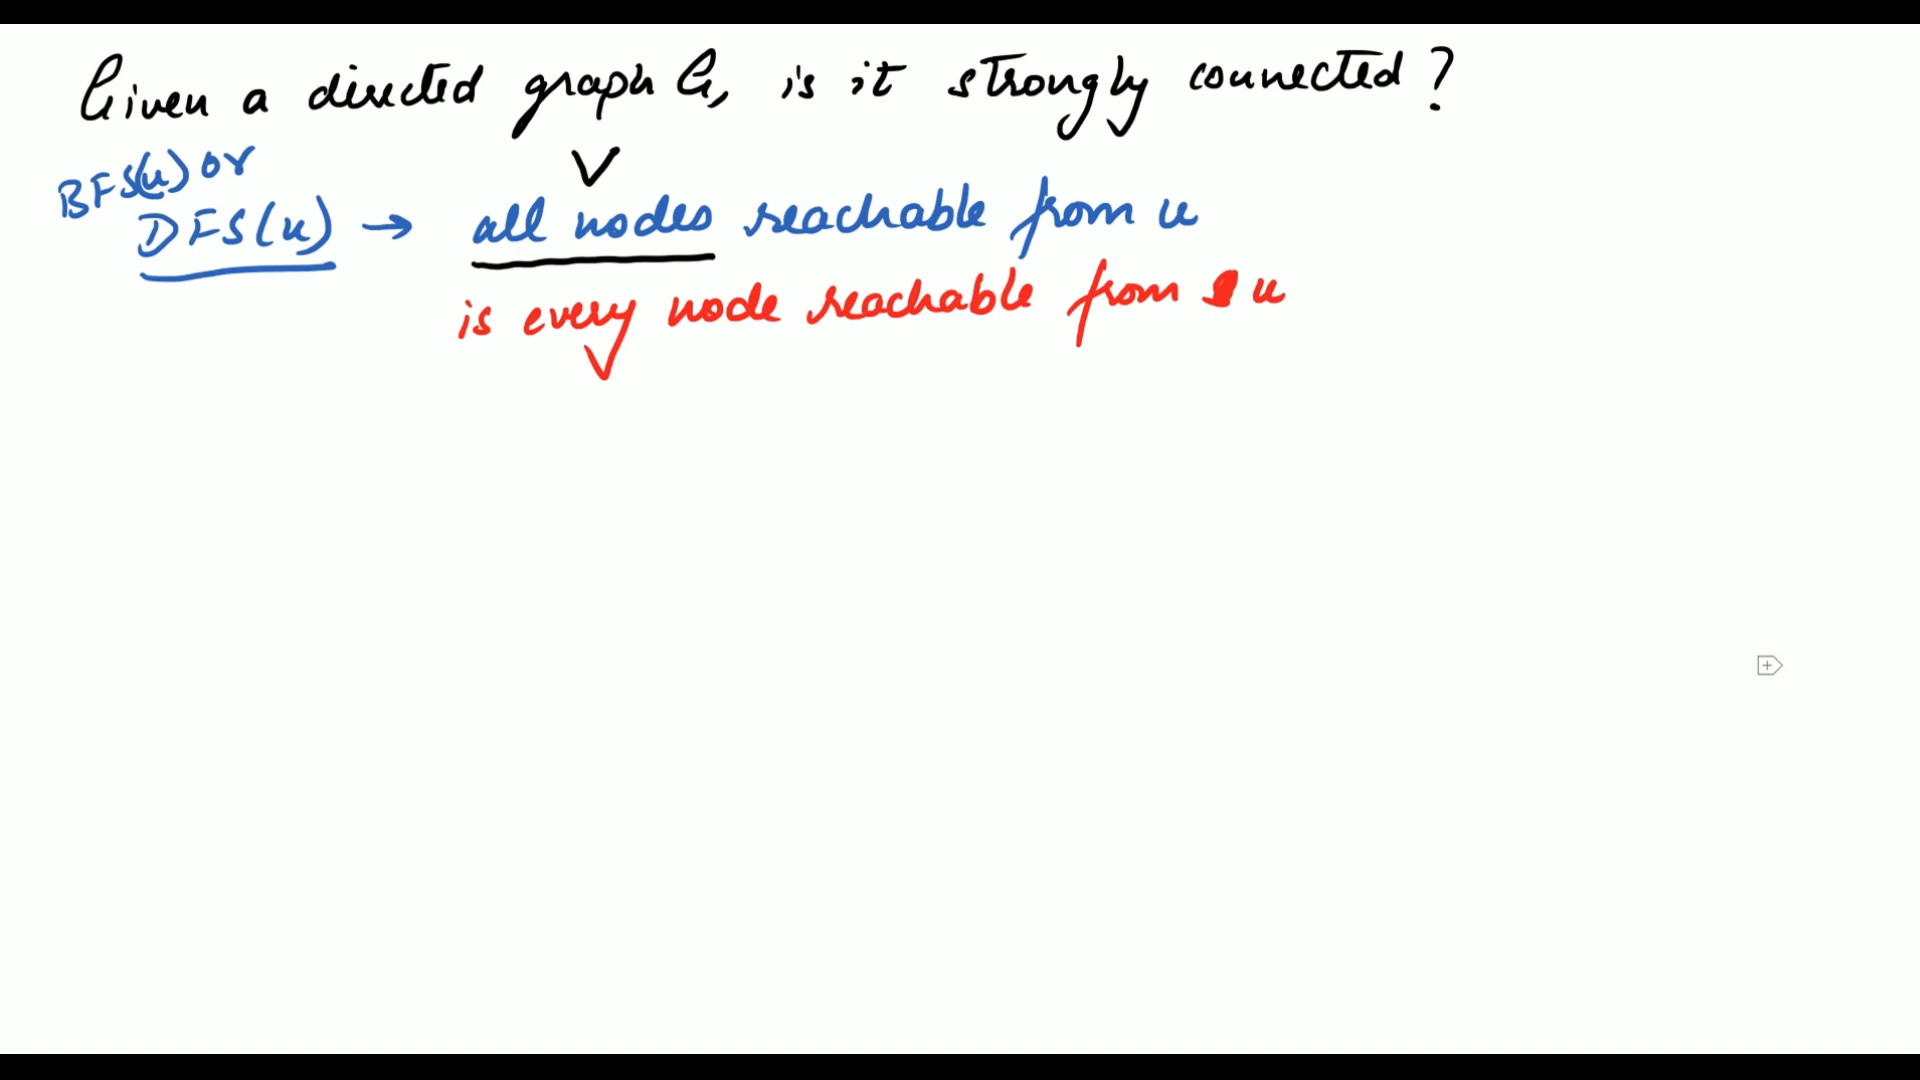 Given a directed graph G, is it strongly connected?
V
BFS(u) or
DFS(u) → all nodes reachable from u
is every node reachable from u
V